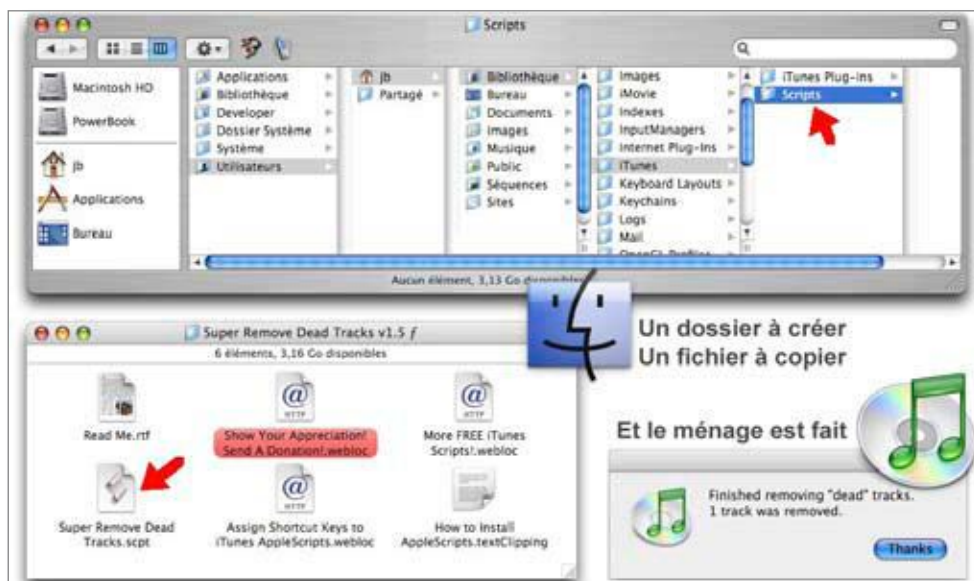 Scripts
Macintosh HD
PowerBook
jb
Applications
Bureau
Applications
Bibliothèque
Developer
Dossier Système
Système
Utilisateurs
jb
Partagé
Bibliothèque
Bureau
Documents
Images
Musique
Public
Séquences
Sites
Images
iMovie
Indexes
InputManagers
Internet Plug-Ins
iTunes
Keyboard Layouts
Keychains
Logs
Mail
OpenGL Profiles
iTunes Plug-Ins
Scripts
Aucun élément, 3,13 Go disponibles
Un dossier à créer
Un fichier à copier
Super Remove Dead Tracks v1.5 ƒ
6 éléments, 3,16 Go disponibles
Read Me.rtf
HTTP
Show Your Appreciation!
Send A Donation!.webloc
HTTP
More FREE iTunes
Scripts!.webloc
Super Remove Dead
Tracks.scpt
HTTP
Assign Shortcut Keys to
iTunes AppleScripts.webloc
How to Install
AppleScripts.textClipping
Et le ménage est fait
Finished removing "dead" tracks.
1 track was removed.
Thanks